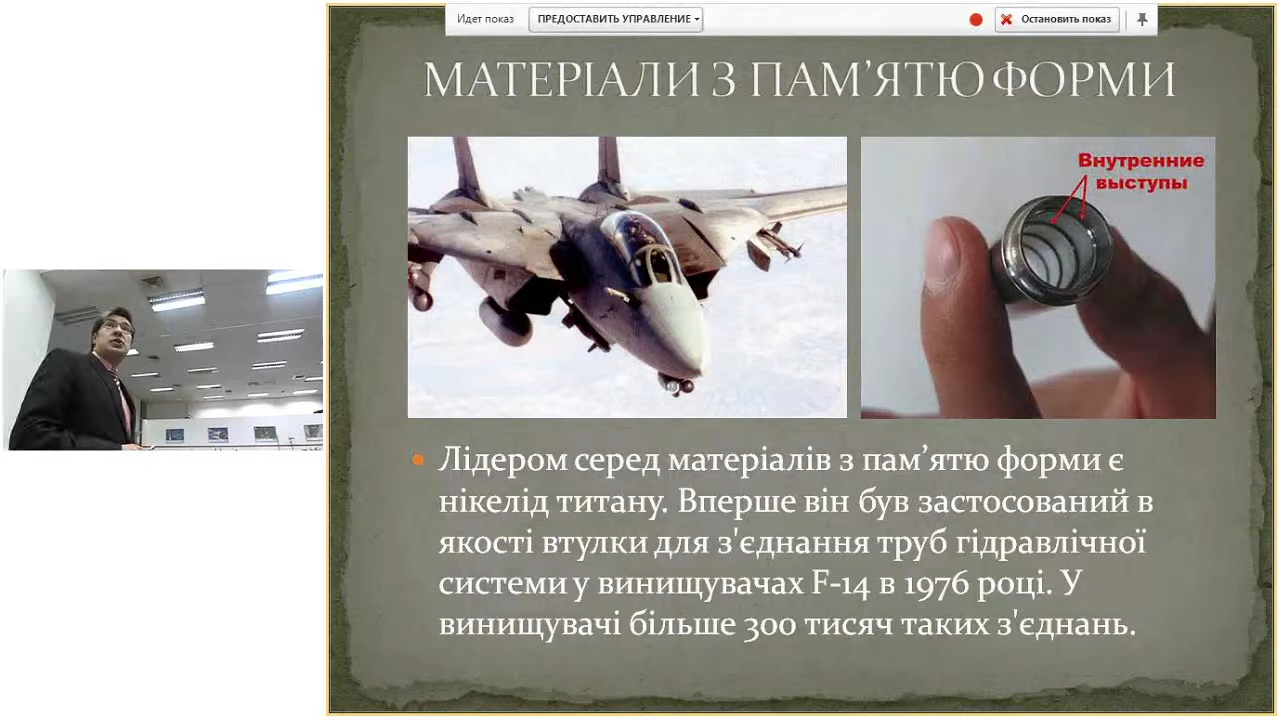 Идет показ
ПРЕДОСТАВИТЬ УПРАВЛЕНИЕ
Остановить показ
МАТЕРІАЛИ З ПАМ’ЯТЮ ФОРМИ
Внутренние
выступы
Лідером серед матеріалів з пам’ятю форми є
нікелід титану. Вперше він був застосований в
якості втулки для з'єднання труб гідравлічної
системи у винищувачах F-14 в 1976 році. У
винищувачі більше 300 тисяч таких з'єднань.